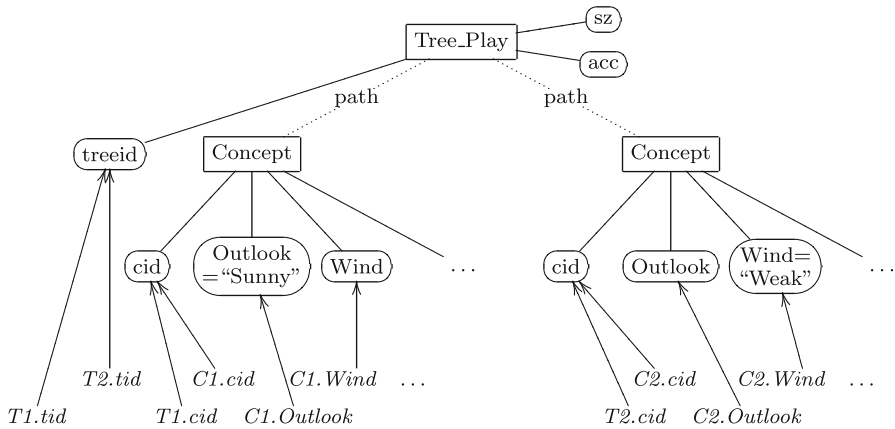 sz
Tree_Play
acc
path path
treeid Concept Concept
cid Outlook ="Sunny" Wind ... cid Outlook Wind= "Weak" ...
T2.tid C1.cid C1.Wind ... C2.cid C2.Wind ...
T1.tid T1.cid C1.Outlook T2.cid C2.Outlook